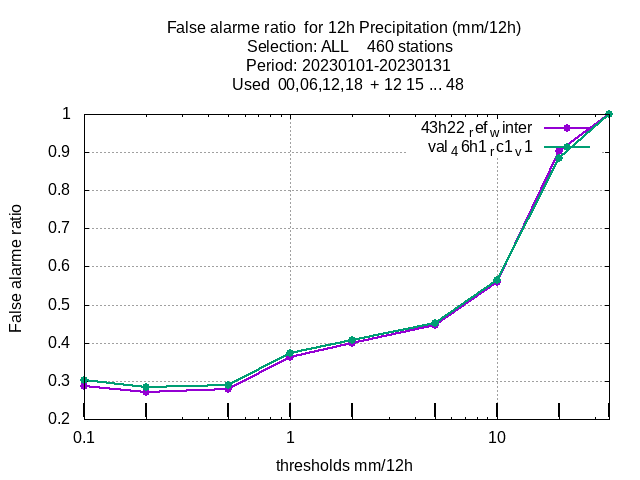 False alarme ratio  for 12h Precipitation (mm/12h)
Selection: ALL    460 stations
Period: 20230101-20230131
Used  00,06,12,18  + 12 15 ... 48
43h22_ref_winter
val_46h1_rc1_v1
1
0.9
0.8
0.7
0.6
0.5
0.4
0.3
0.2
False alarme ratio
0.1 1 10
thresholds mm/12h